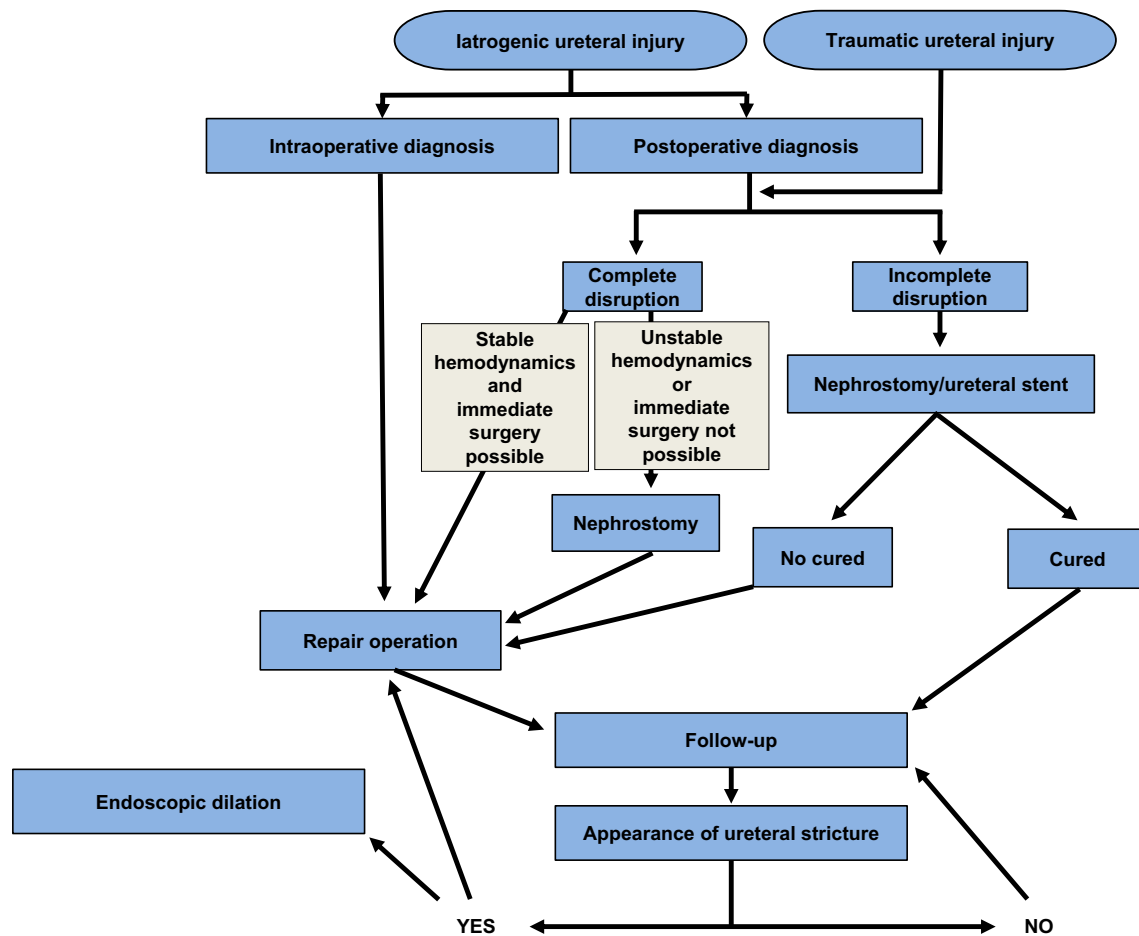 Iatrogenic ureteral injury
Traumatic ureteral injury
Intraoperative diagnosis
Postoperative diagnosis
Complete
disruption
Incomplete
disruption
Stable
hemodynamics
and
immediate
surgery
possible
Unstable
hemodynamics
or
immediate
surgery not
possible
Nephrostomy/ureteral stent
Nephrostomy
No cured
Cured
Repair operation
Follow-up
Endoscopic dilation
Appearance of ureteral stricture
YES
NO